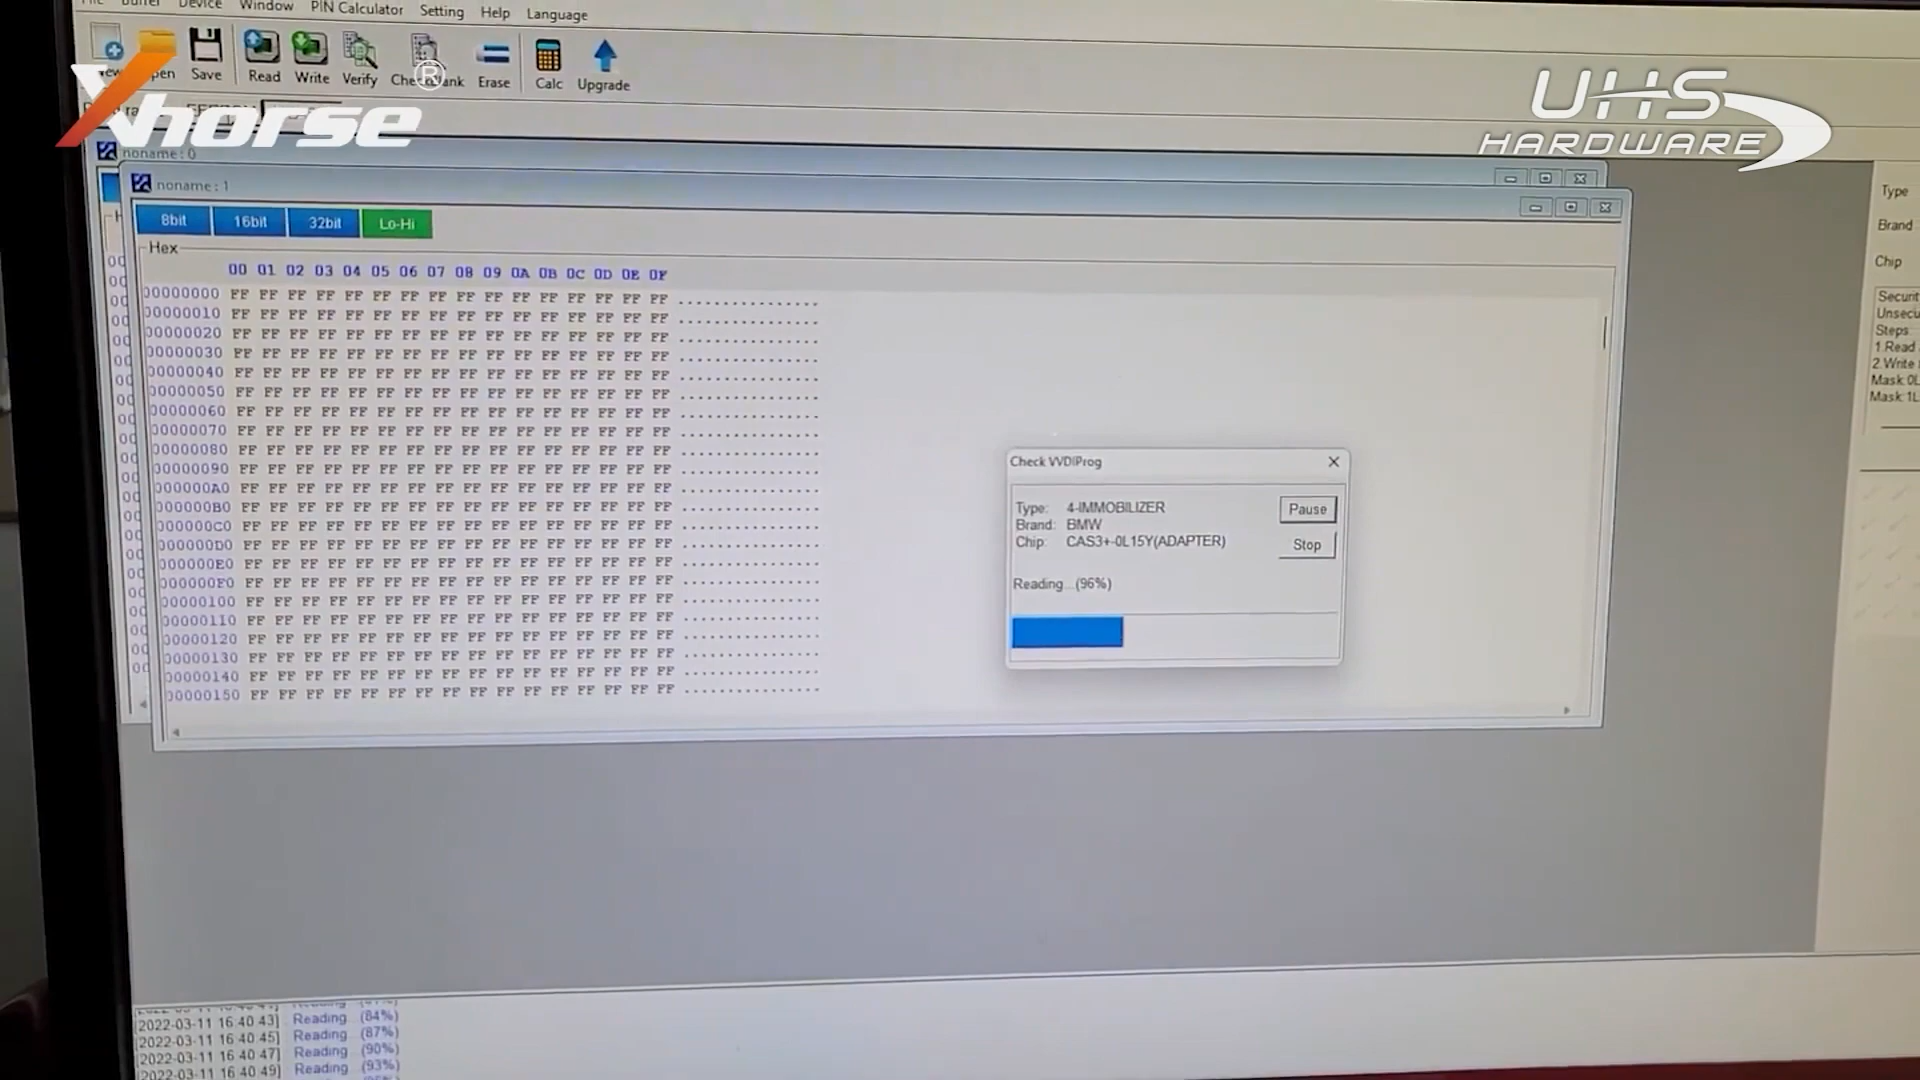 Buffer Device Window PIN Calculator Setting Help Language
Save Read Write Verify Erase Calc Upgrade
Xhorse ®
UHS
HARDWARE
noname : 0
noname : 1
8bit 16bit 32bit Lo-Hi
Hex
00 01 02 03 04 05 06 07 08 09 0A 0B 0C 0D 0E 0F
00000000 FF FF FF FF FF FF FF FF FF FF FF FF FF FF FF FF ................
00000010 FF FF FF FF FF FF FF FF FF FF FF FF FF FF FF FF ................
00000020 FF FF FF FF FF FF FF FF FF FF FF FF FF FF FF FF ................
00000030 FF FF FF FF FF FF FF FF FF FF FF FF FF FF FF FF ................
00000040 FF FF FF FF FF FF FF FF FF FF FF FF FF FF FF FF ................
00000050 FF FF FF FF FF FF FF FF FF FF FF FF FF FF FF FF ................
00000060 FF FF FF FF FF FF FF FF FF FF FF FF FF FF FF FF ................
00000070 FF FF FF FF FF FF FF FF FF FF FF FF FF FF FF FF ................
00000080 FF FF FF FF FF FF FF FF FF FF FF FF FF FF FF FF ................
00000090 FF FF FF FF FF FF FF FF FF FF FF FF FF FF FF FF ................
000000A0 FF FF FF FF FF FF FF FF FF FF FF FF FF FF FF FF ................
000000B0 FF FF FF FF FF FF FF FF FF FF FF FF FF FF FF FF ................
000000C0 FF FF FF FF FF FF FF FF FF FF FF FF FF FF FF FF ................
000000D0 FF FF FF FF FF FF FF FF FF FF FF FF FF FF FF FF ................
000000E0 FF FF FF FF FF FF FF FF FF FF FF FF FF FF FF FF ................
000000F0 FF FF FF FF FF FF FF FF FF FF FF FF FF FF FF FF ................
00000100 FF FF FF FF FF FF FF FF FF FF FF FF FF FF FF FF ................
00000110 FF FF FF FF FF FF FF FF FF FF FF FF FF FF FF FF ................
00000120 FF FF FF FF FF FF FF FF FF FF FF FF FF FF FF FF ................
00000130 FF FF FF FF FF FF FF FF FF FF FF FF FF FF FF FF ................
00000140 FF FF FF FF FF FF FF FF FF FF FF FF FF FF FF FF ................
00000150 FF FF FF FF FF FF FF FF FF FF FF FF FF FF FF FF ................
Check VVDIProg
Type: 4-IMMOBILIZER
Brand: BMW
Chip: CAS3+-0L15Y(ADAPTER)
Pause
Stop
Reading...(96%)
Type
Brand
Chip
Securit
Unsecu
Steps
1.Read
2.Write
Mask:0L
Mask:1L
[2022-03-11 16:40:43] Reading...(84%)
[2022-03-11 16:40:45] Reading...(87%)
[2022-03-11 16:40:47] Reading...(90%)
[2022-03-11 16:40:49] Reading...(93%)